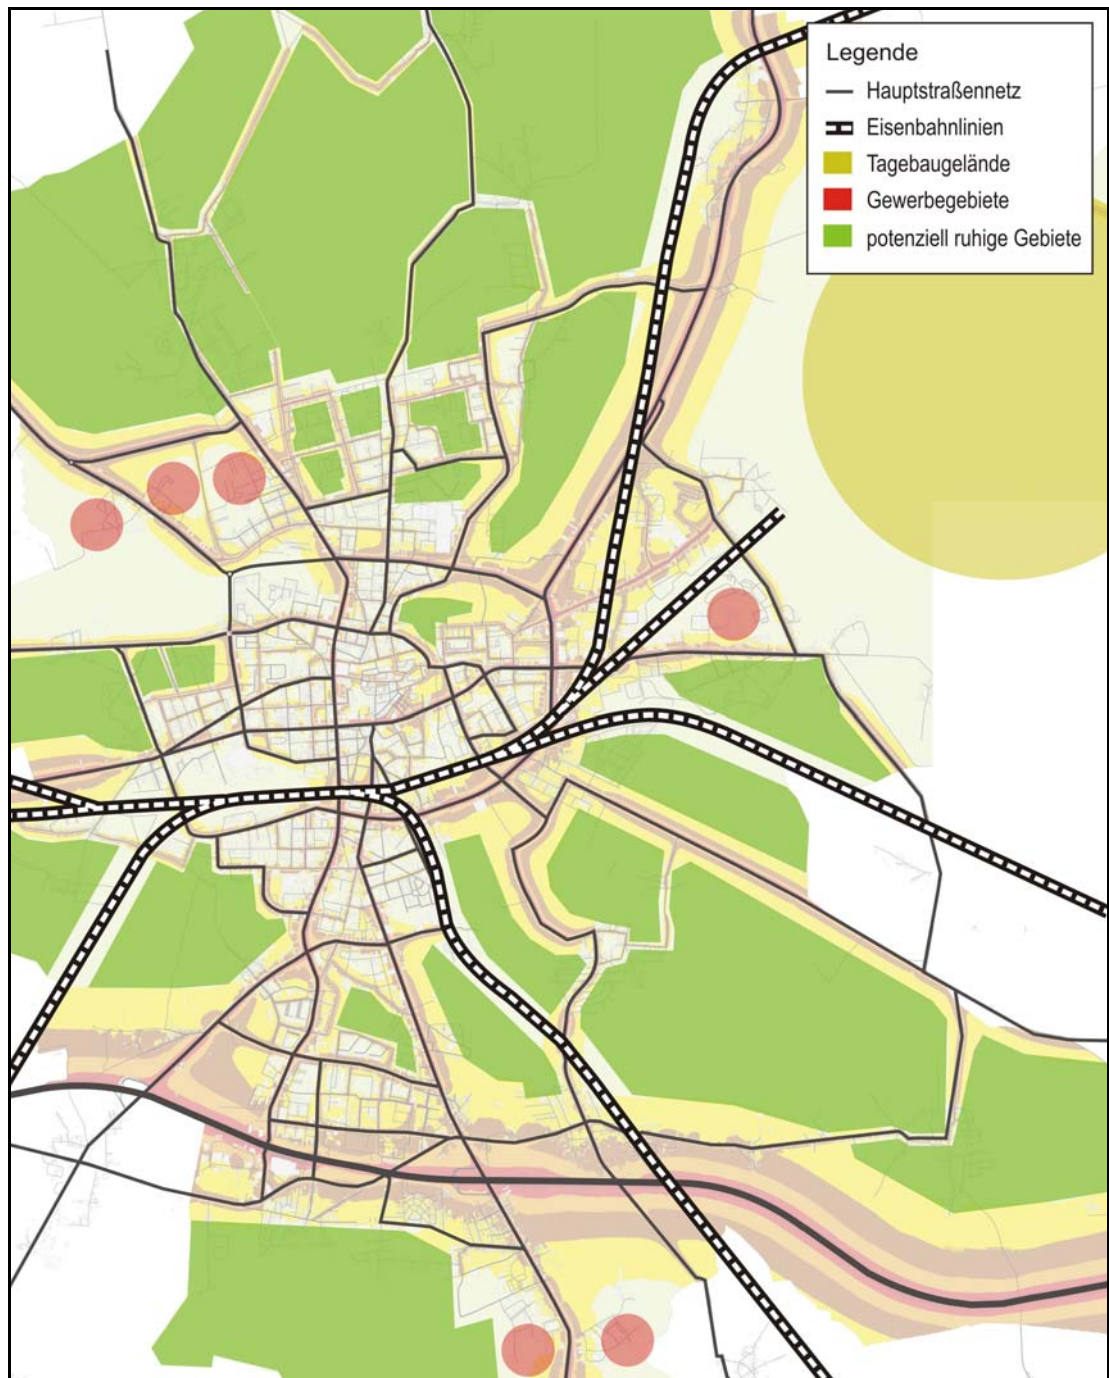 Legende
Hauptstraßennetz
Eisenbahnlinien
Tagebaugelände
Gewerbegebiete
potenziell ruhige Gebiete